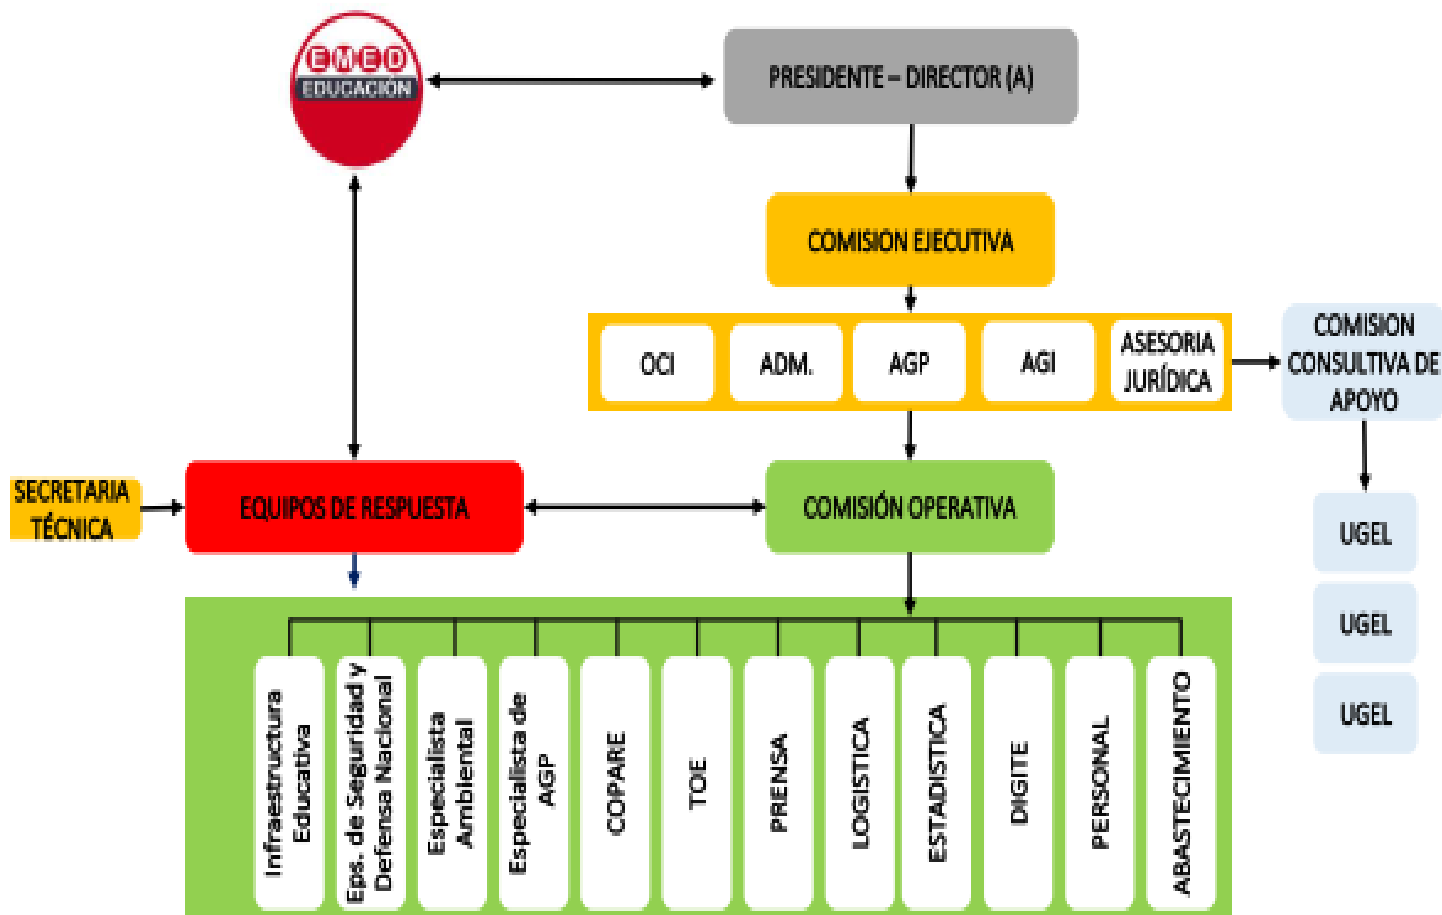 EMED
EDUCACIÓN
PRESIDENTE – DIRECTOR (A)
COMISION EJECUTIVA
OCI
ADM.
AGP
AGI
ASESORIA
JURÍDICA
COMISION
CONSULTIVA DE
APOYO
SECRETARIA
TÉCNICA
EQUIPOS DE RESPUESTA
COMISIÓN OPERATIVA
UGEL
UGEL
UGEL
Infraestructura
Educativa
Eps. de Seguridad y
Defensa Nacional
Especialista
Ambiental
Especialista de
AGP
COPARE
TOE
PRENSA
LOGISTICA
ESTADISTICA
DIGITE
PERSONAL
ABASTECIMIENTO